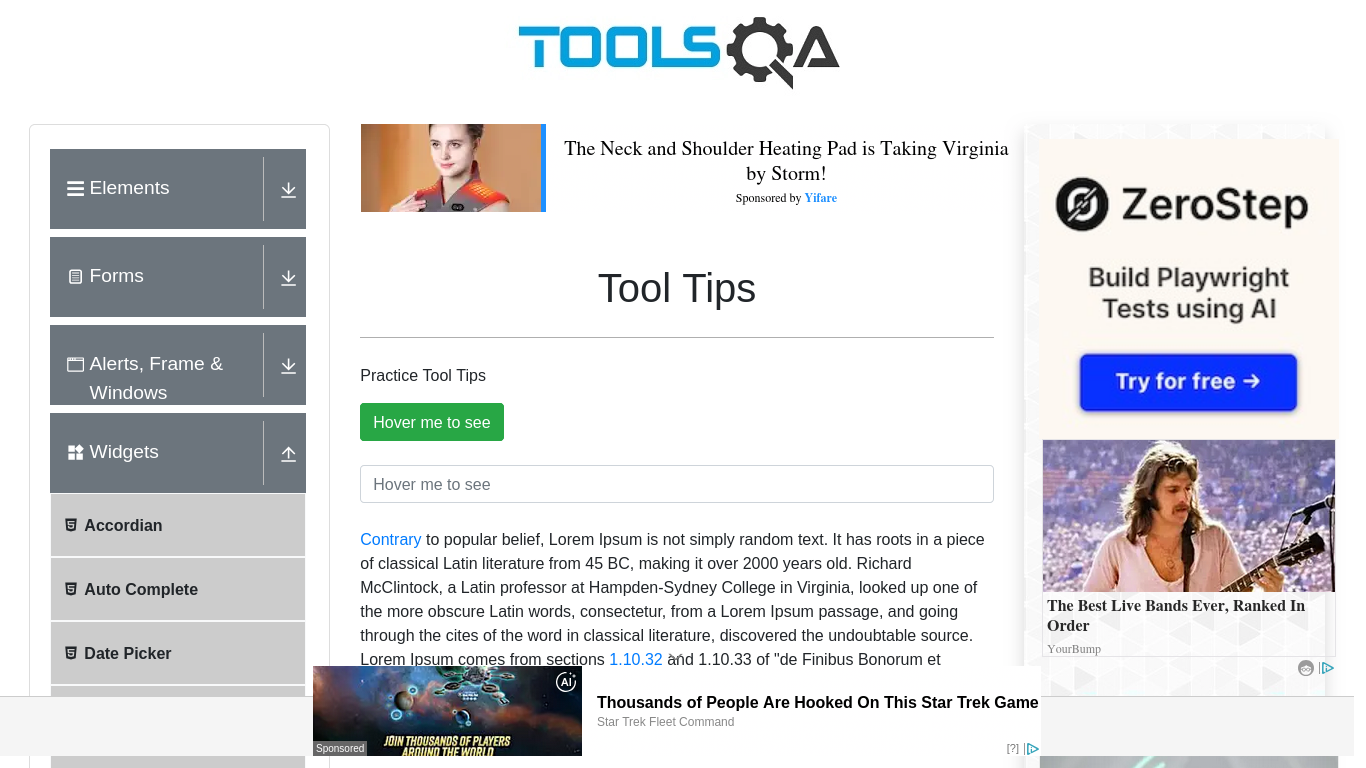 TOOLSQA
Elements
Forms
Alerts, Frame &
Windows
Widgets
Accordian
Auto Complete
Date Picker
The Neck and Shoulder Heating Pad is Taking Virginia
by Storm!
Sponsored by Yifare
Tool Tips
Practice Tool Tips
Hover me to see
Hover me to see
Contrary to popular belief, Lorem Ipsum is not simply random text. It has roots in a piece
of classical Latin literature from 45 BC, making it over 2000 years old. Richard
McClintock, a Latin professor at Hampden-Sydney College in Virginia, looked up one of
the more obscure Latin words, consectetur, from a Lorem Ipsum passage, and going
through the cites of the word in classical literature, discovered the undoubtable source.
Lorem Ipsum comes from sections 1.10.32 and 1.10.33 of "de Finibus Bonorum et
ZeroStep
Build Playwright
Tests using AI
Try for free →
The Best Live Bands Ever, Ranked In
Order
YourBump
AI
JOIN THOUSANDS OF PLAYERS
AROUND THE WORLD
Sponsored
Thousands of People Are Hooked On This Star Trek Game
Star Trek Fleet Command
[?]